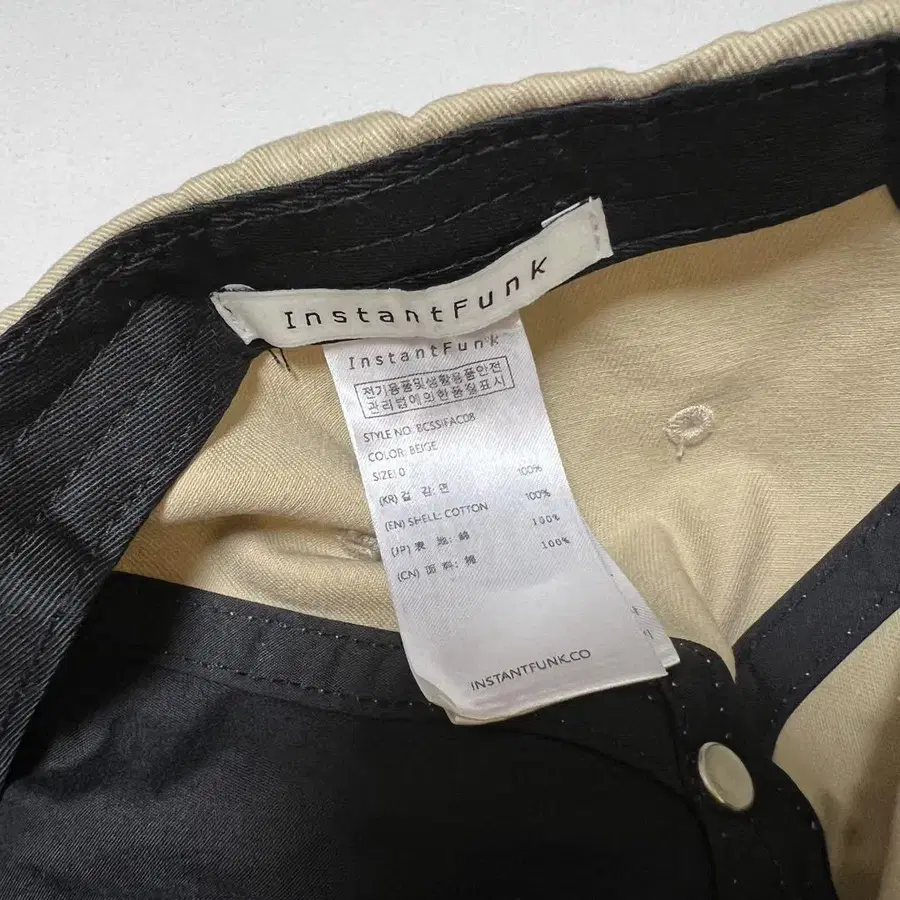 InstantFunk
InstantFunk
전기용품및생활용품안전
관리법에의한품질표시
STYLE NO. BCSSIFAC08
COLOR: BEIGE
SIZE: 0
(KR) 겉 감: 면 100%
(EN) SHELL: COTTON 100%
(JP) 表 地: 綿 100%
(CN) 面 料: 棉 100%
INSTANTFUNK.CO